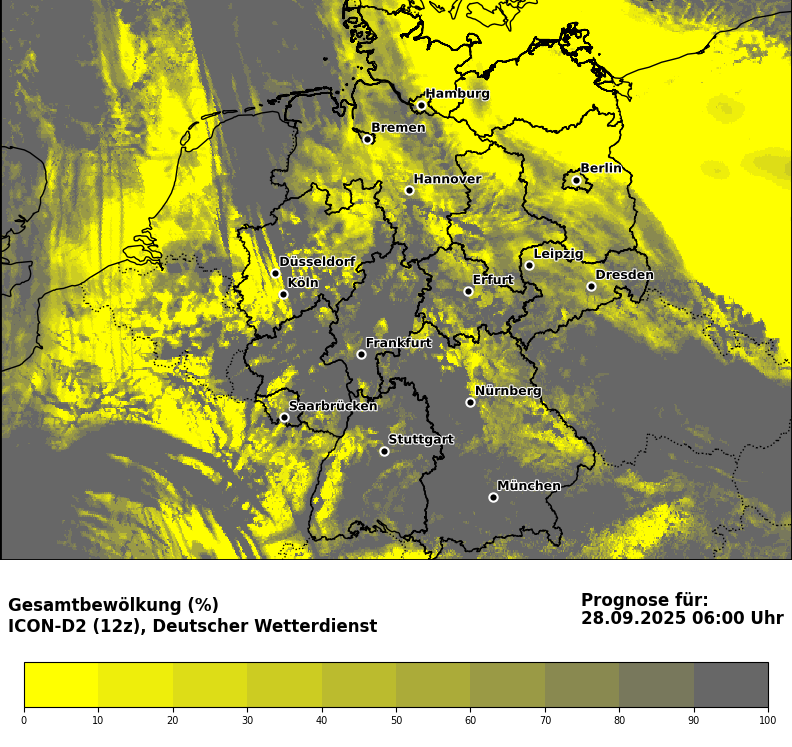 Hamburg
Bremen
Berlin
Hannover
Leipzig
Düsseldorf
Dresden
Erfurt
Köln
Frankfurt
Nürnberg
Saarbrücken
Stuttgart
München
Gesamtbewölkung (%)
ICON-D2 (12z), Deutscher Wetterdienst
Prognose für:
28.09.2025 06:00 Uhr
0 10 20 30 40 50 60 70 80 90 100